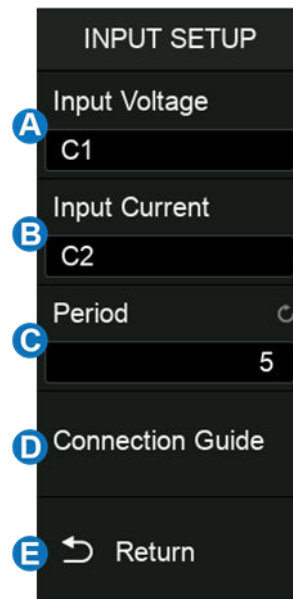 INPUT SETUP
Input Voltage
A
C1
Input Current
B
C2
Period
C
5
D Connection Guide
E Return